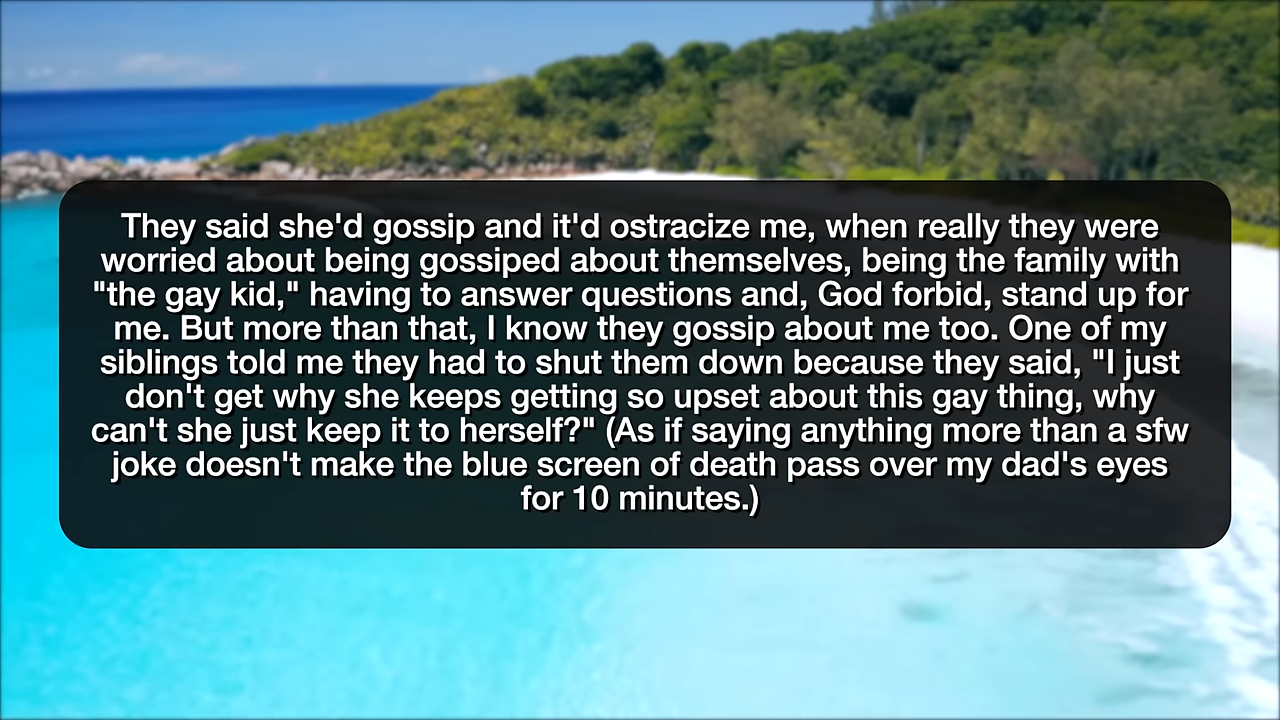 They said she'd gossip and it'd ostracize me, when really they were
worried about being gossiped about themselves, being the family with
"the gay kid," having to answer questions and, God forbid, stand up for
me. But more than that, I know they gossip about me too. One of my
siblings told me they had to shut them down because they said, "I just
don't get why she keeps getting so upset about this gay thing, why
can't she just keep it to herself?" (As if saying anything more than a sfw
joke doesn't make the blue screen of death pass over my dad's eyes
for 10 minutes.)